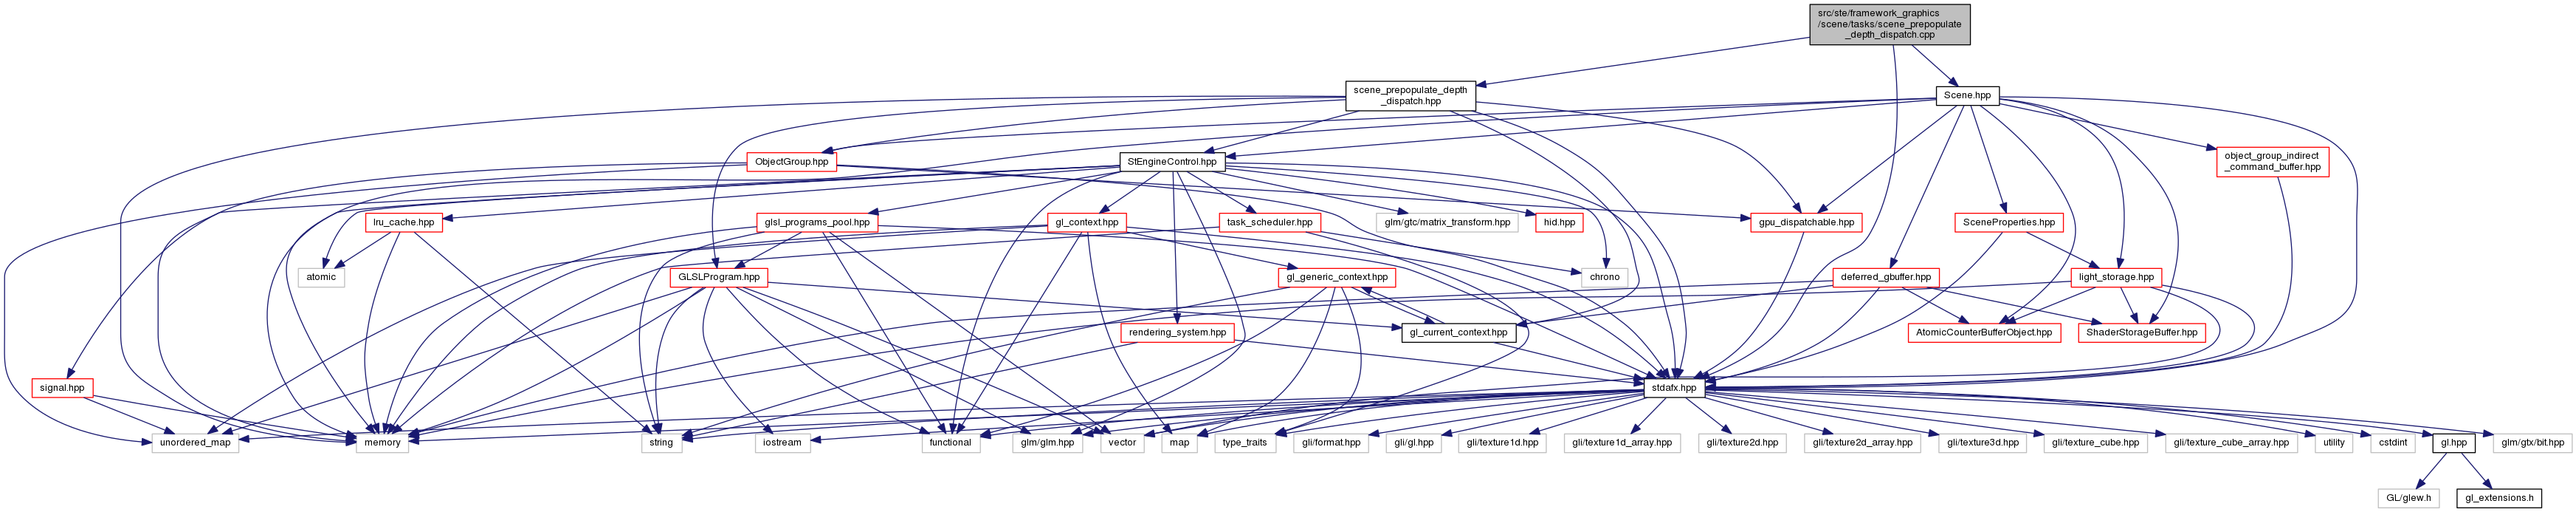 src/ste/framework_graphics
/scene/tasks/scene_prepopulate
_depth_dispatch.cpp
scene_prepopulate_depth
_dispatch.hpp
Scene.hpp
ObjectGroup.hpp
StEngineControl.hpp
object_group_indirect
_command_buffer.hpp
lru_cache.hpp
glsl_programs_pool.hpp
gl_context.hpp
task_scheduler.hpp
glm/gtc/matrix_transform.hpp
hid.hpp
gpu_dispatchable.hpp
SceneProperties.hpp
atomic
GLSLProgram.hpp
gl_generic_context.hpp
chrono
deferred_gbuffer.hpp
light_storage.hpp
rendering_system.hpp
gl_current_context.hpp
AtomicCounterBufferObject.hpp
ShaderStorageBuffer.hpp
signal.hpp
stdafx.hpp
unordered_map
memory
string
iostream
functional
glm/glm.hpp
vector
map
type_traits
gli/format.hpp
gli/gl.hpp
gli/texture1d.hpp
gli/texture1d_array.hpp
gli/texture2d.hpp
gli/texture2d_array.hpp
gli/texture3d.hpp
gli/texture_cube.hpp
gli/texture_cube_array.hpp
utility
cstdint
gl.hpp
glm/gtx/bit.hpp
GL/glew.h
gl_extensions.h